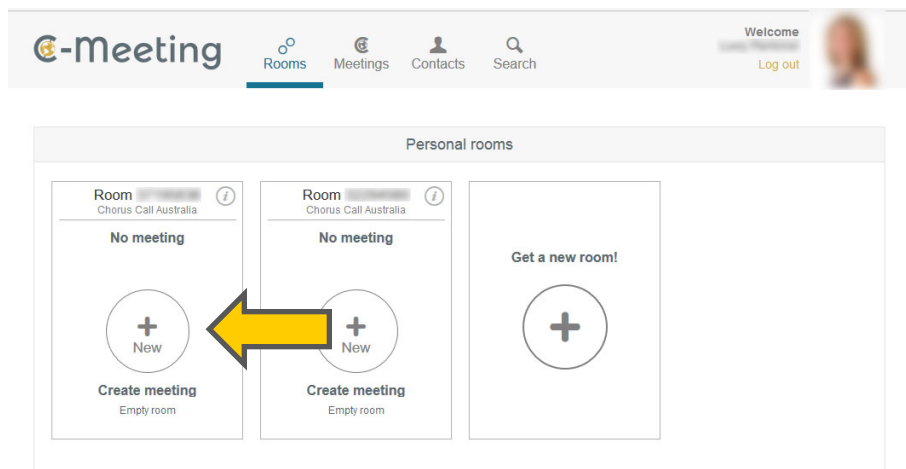 C-Meeting
Rooms
Meetings
Contacts
Search
Welcome
Log out
Personal rooms
Room
Chorus Call Australia
No meeting
New
Create meeting
Empty room
Room
Chorus Call Australia
No meeting
New
Create meeting
Empty room
Get a new room!